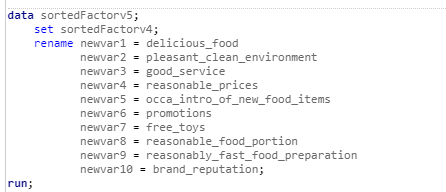 data sortedFactorv5;
set sortedFactorv4;
rename newvar1 = delicious_food
newvar2 = pleasant_clean_environment
newvar3 = good_service
newvar4 = reasonable_prices
newvar5 = occa_intro_of_new_food_items
newvar6 = promotions
newvar7 = free_toys
newvar8 = reasonable_food_portion
newvar9 = reasonably_fast_food_preparation
newvar10 = brand_reputation;
run;